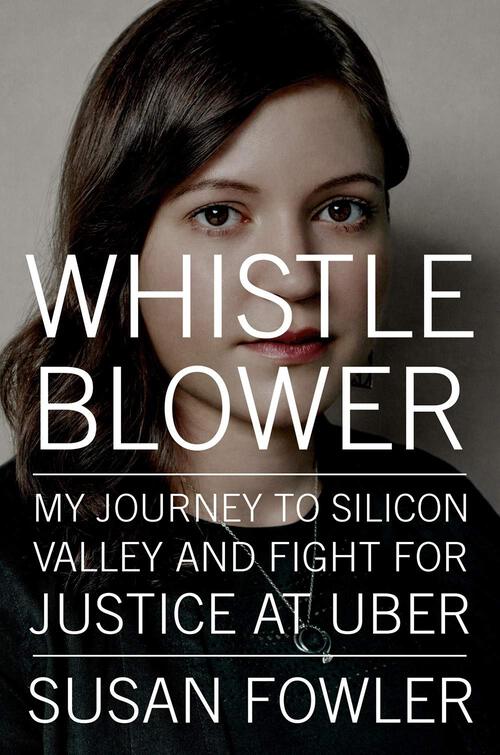 WHISTLE
BLOWER
MY JOURNEY TO SILICON
VALLEY AND FIGHT FOR
JUSTICE AT UBER
SUSAN FOWLER